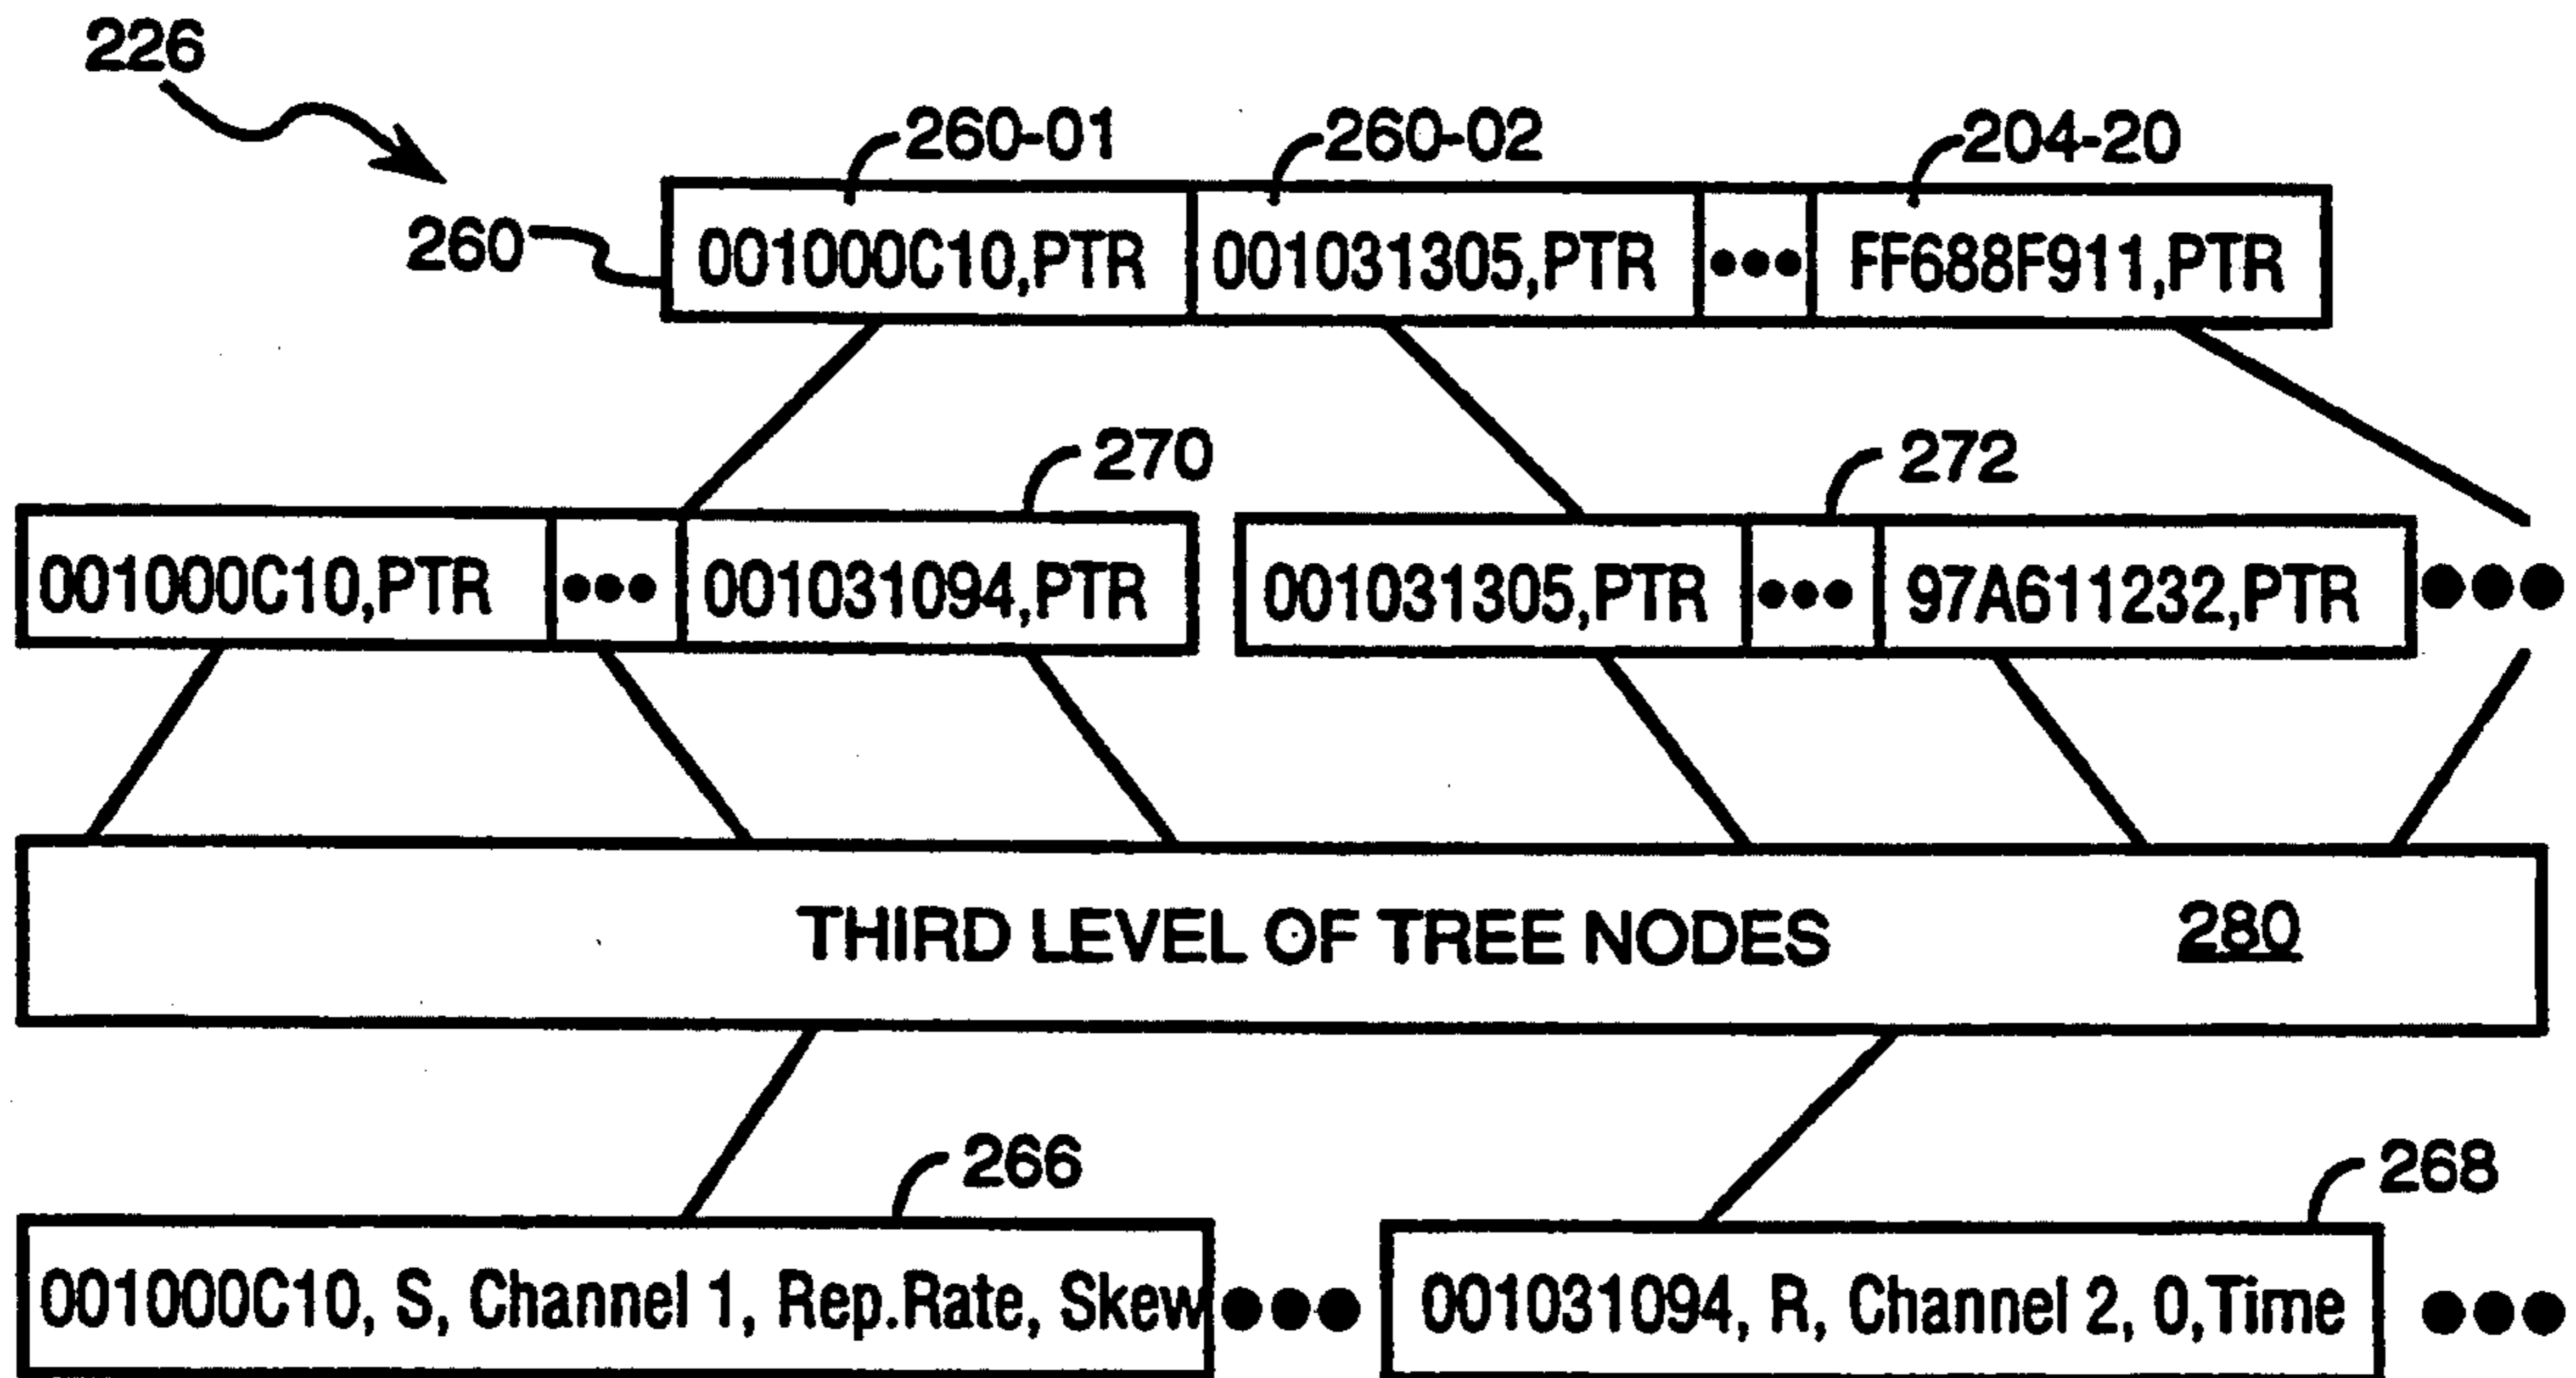 226
260-01 260-02 204-20
260
001000C10,PTR 001031305,PTR ●●● FF688F911,PTR
270 272
001000C10,PTR ●●● 001031094,PTR 001031305,PTR ●●● 97A611232,PTR ●●●
THIRD LEVEL OF TREE NODES 280
266 268
001000C10, S, Channel 1, Rep.Rate, Skew ●●● 001031094, R, Channel 2, 0,Time ●●●